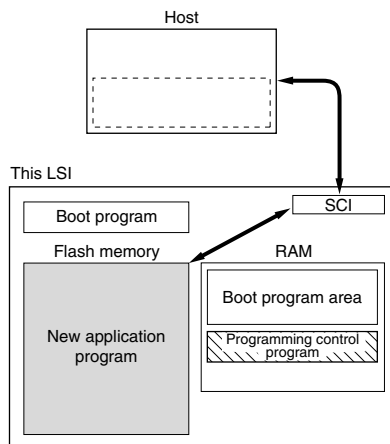 Host
This LSI
SCI
Boot program
Flash memory
RAM
New application
program
Boot program area
Programming control
program